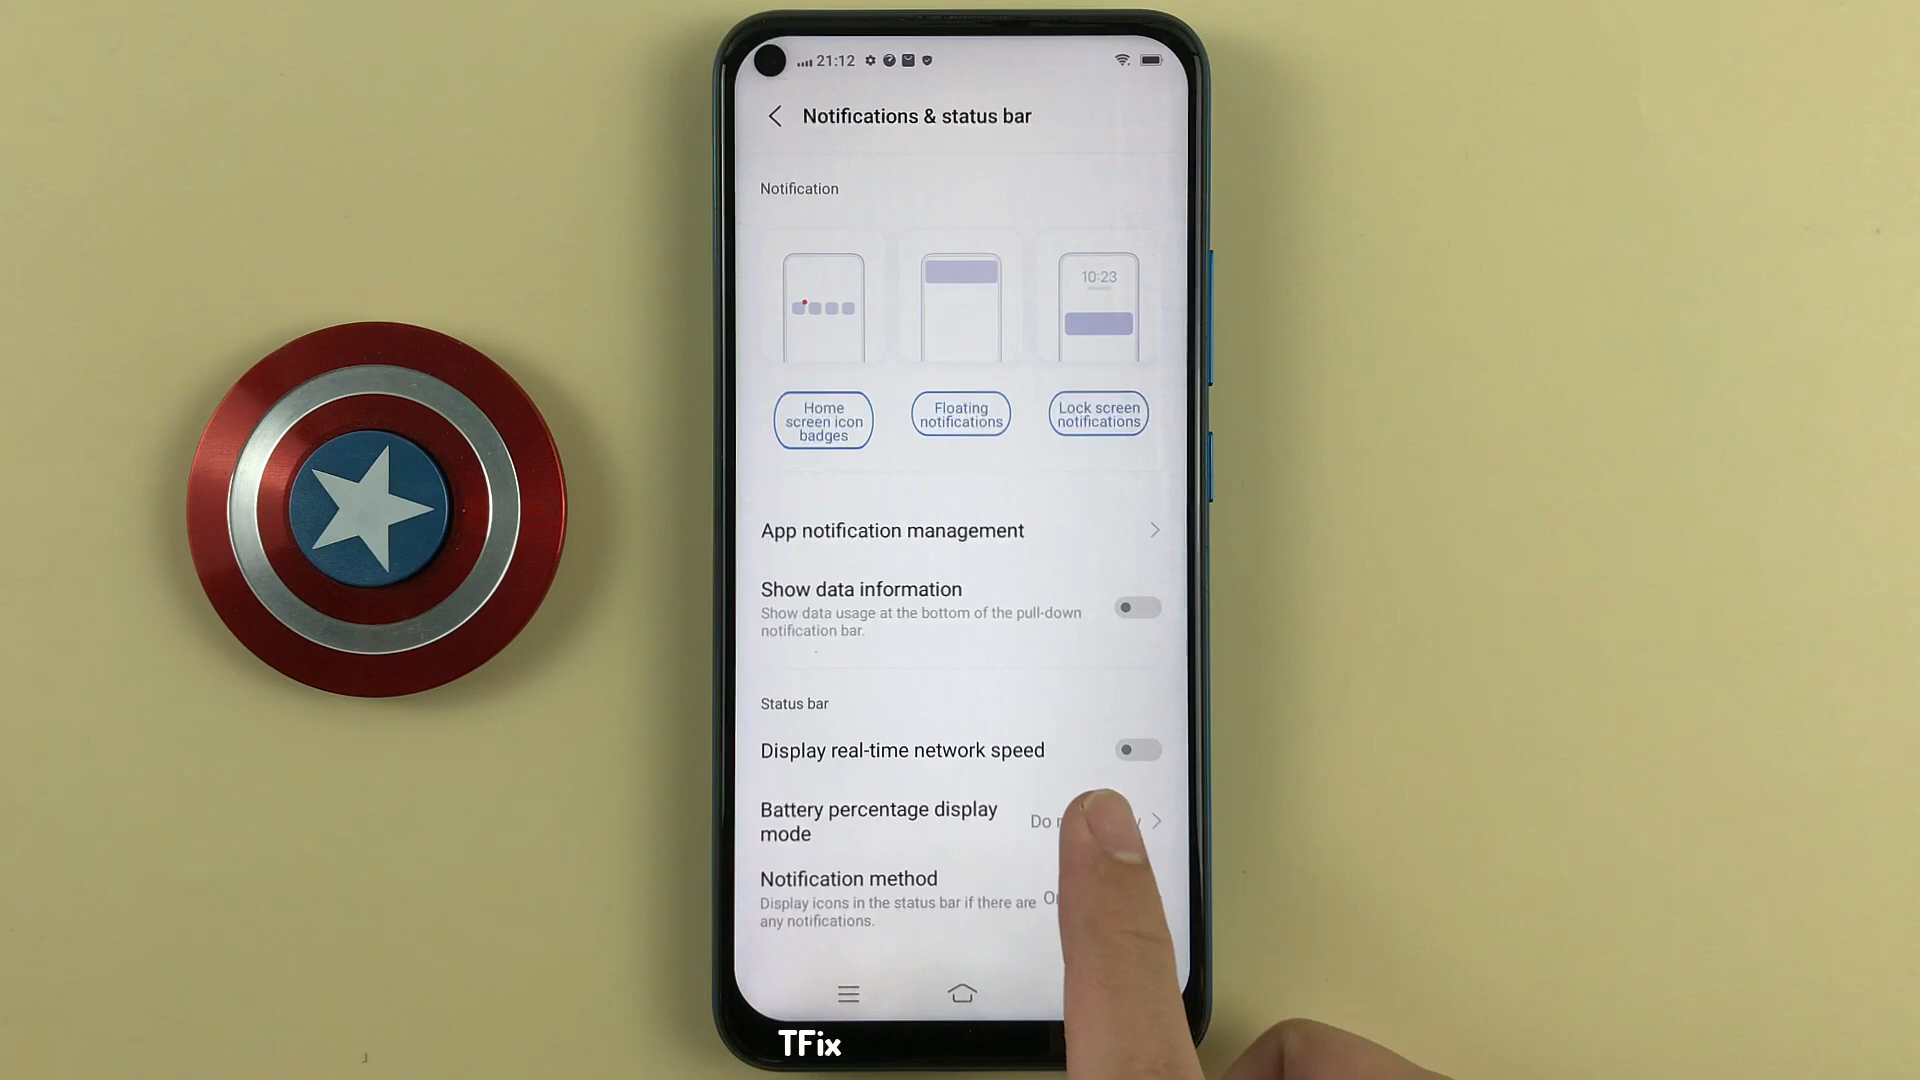 21:12
Notifications & status bar
Notification
10:23
Home
screen icon
badges
Floating
notifications
Lock screen
notifications
App notification management
Show data information
Show data usage at the bottom of the pull-down
notification bar.
Status bar
Display real-time network speed
Battery percentage display
mode
Do
Notification method
Display icons in the status bar if there are
any notifications.
TFix